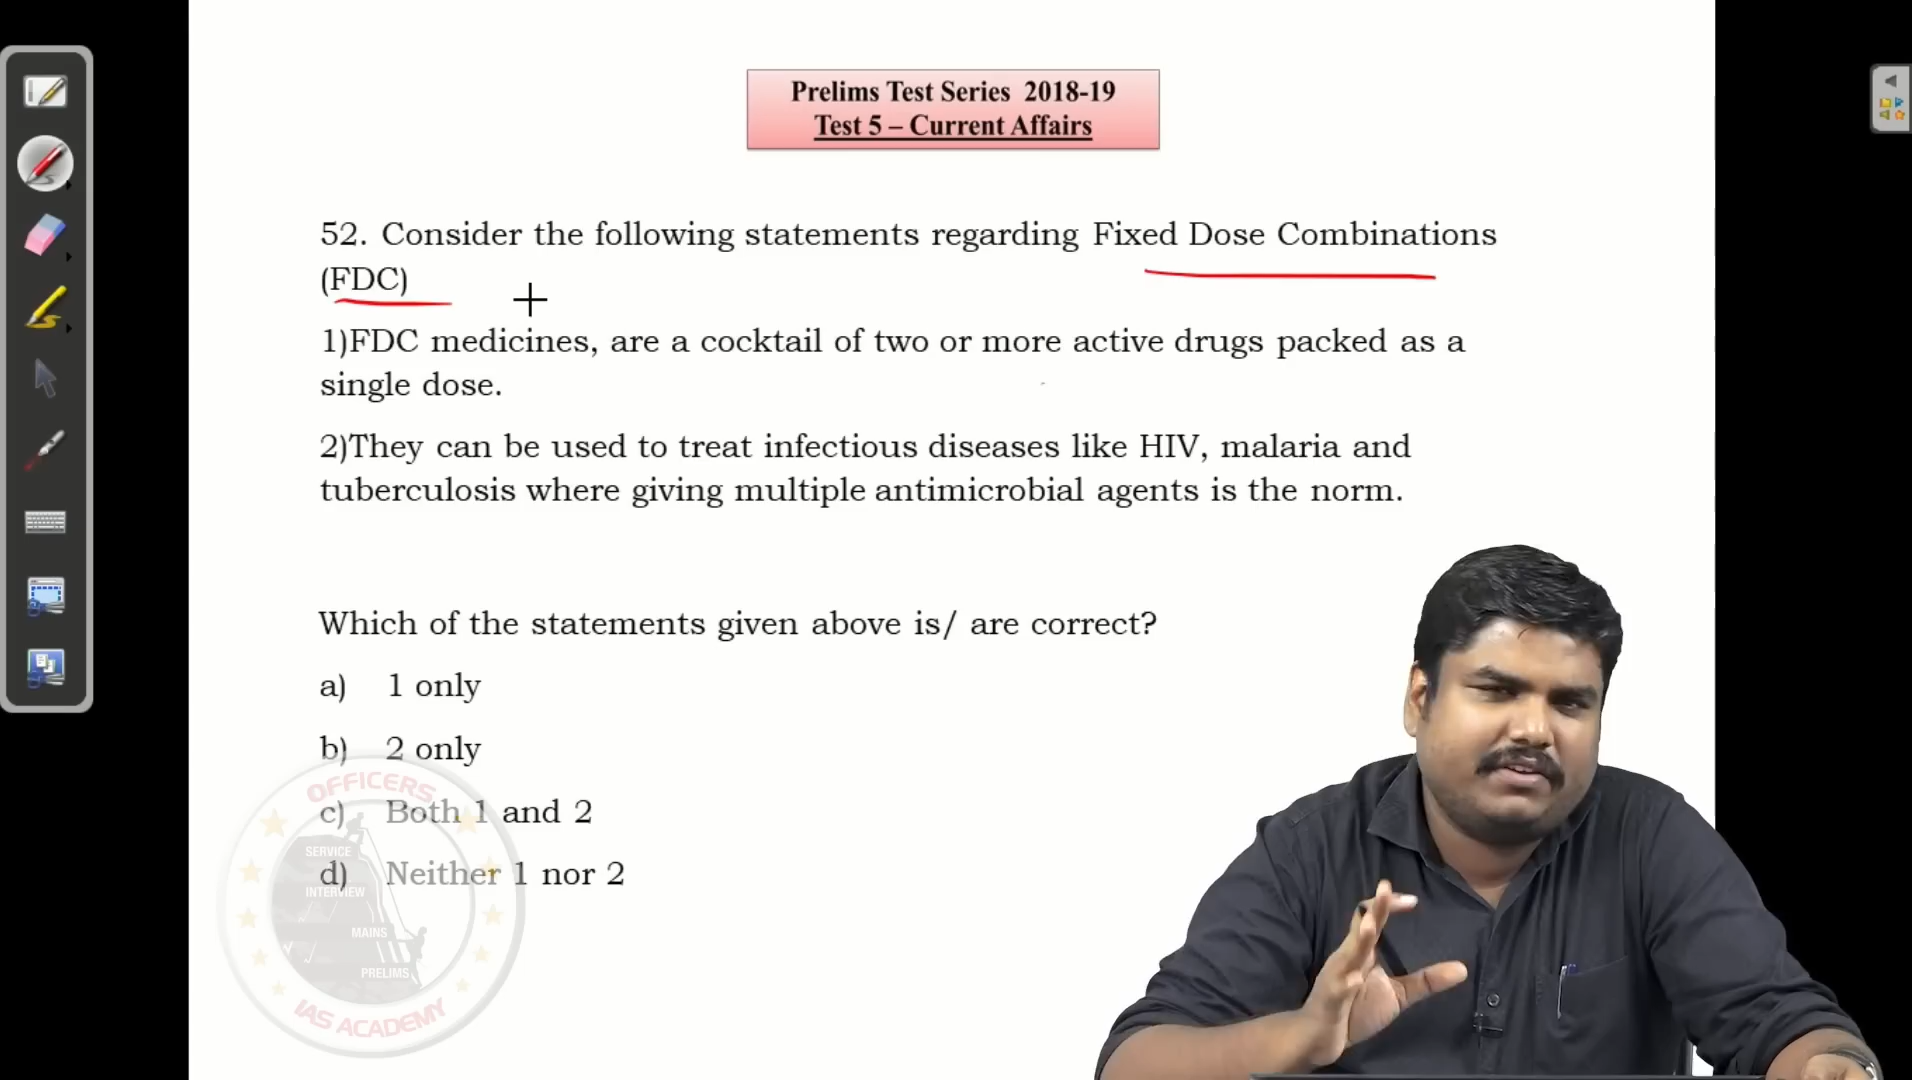 Prelims Test Series 2018-19
Test 5 – Current Affairs
52. Consider the following statements regarding Fixed Dose Combinations
(FDC)
1)FDC medicines, are a cocktail of two or more active drugs packed as a
single dose.
2)They can be used to treat infectious diseases like HIV, malaria and
tuberculosis where giving multiple antimicrobial agents is the norm.
Which of the statements given above is/ are correct?
a) 1 only
b) 2 only
c) Both 1 and 2
d) Neither 1 nor 2
OFFICERS
SERVICE
INTERVIEW
MAINS
PRELIMS
IAS ACADEMY